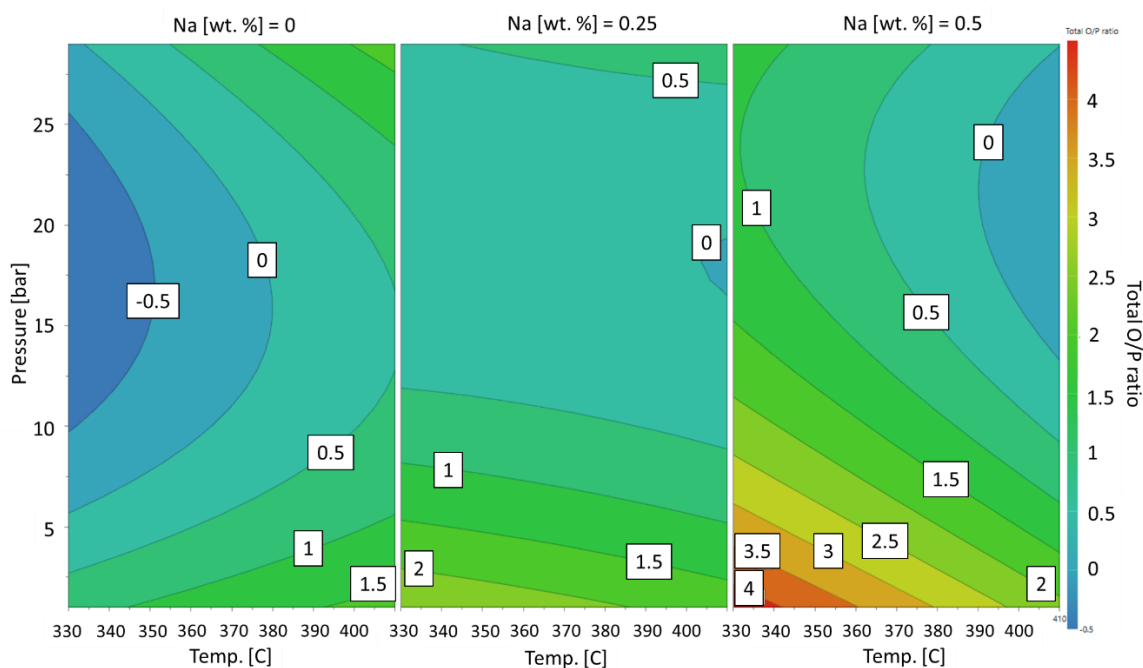 Na [wt. %] = 0
Na [wt. %] = 0.25
Na [wt. %] = 0.5
Total O/P ratio
Pressure [bar]
25
20
15
10
5
-0.5
0
0.5
1
1.5
0.5
0
1
1.5
2
0
1
0.5
1.5
2.5
3
3.5
4
2
4
3.5
3
2.5
2
1.5
1
0.5
0
-0.5
Total O/P ratio
330 340 350 360 370 380 390 400
330 340 350 360 370 380 390 400
330 340 350 360 370 380 390 400 410
Temp. [C]
Temp. [C]
Temp. [C]